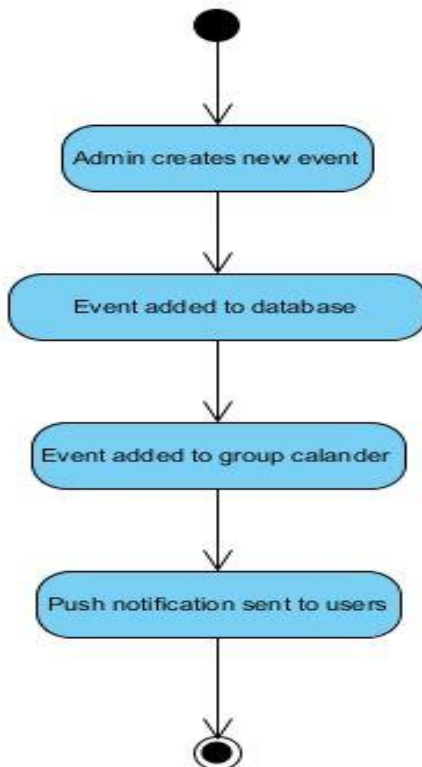 Admin creates new event
Event added to database
Event added to group calander
Push notification sent to users